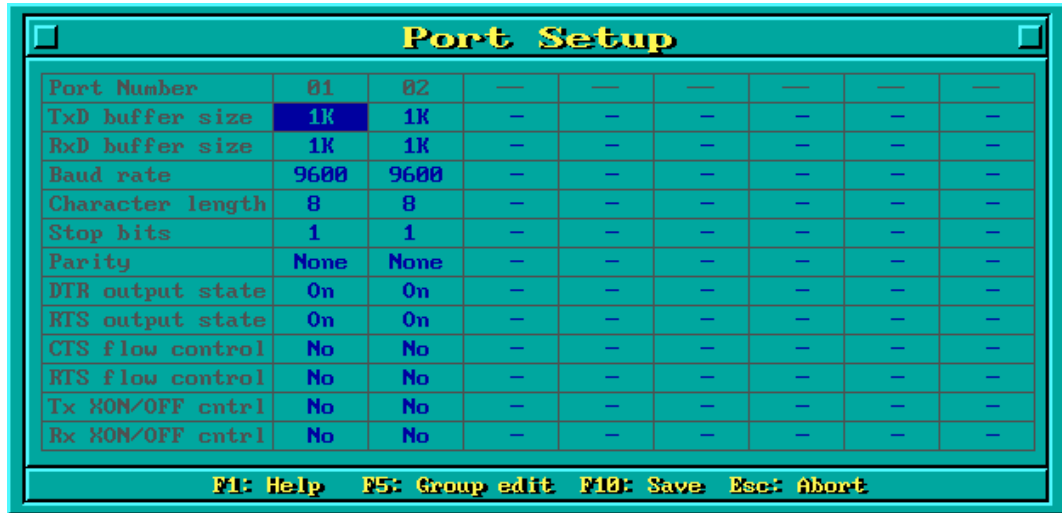 Port Setup
Port Number 01 02 — — — — — —
TxD buffer size 1K 1K — — — — — —
RxD buffer size 1K 1K — — — — — —
Baud rate 9600 9600 — — — — — —
Character length 8 8 — — — — — —
Stop bits 1 1 — — — — — —
Parity None None — — — — — —
DTR output state On On — — — — — —
RTS output state On On — — — — — —
CTS flow control No No — — — — — —
RTS flow control No No — — — — — —
Tx XON/OFF cntrl No No — — — — — —
Rx XON/OFF cntrl No No — — — — — —
F1: Help F5: Group edit F10: Save Esc: Abort